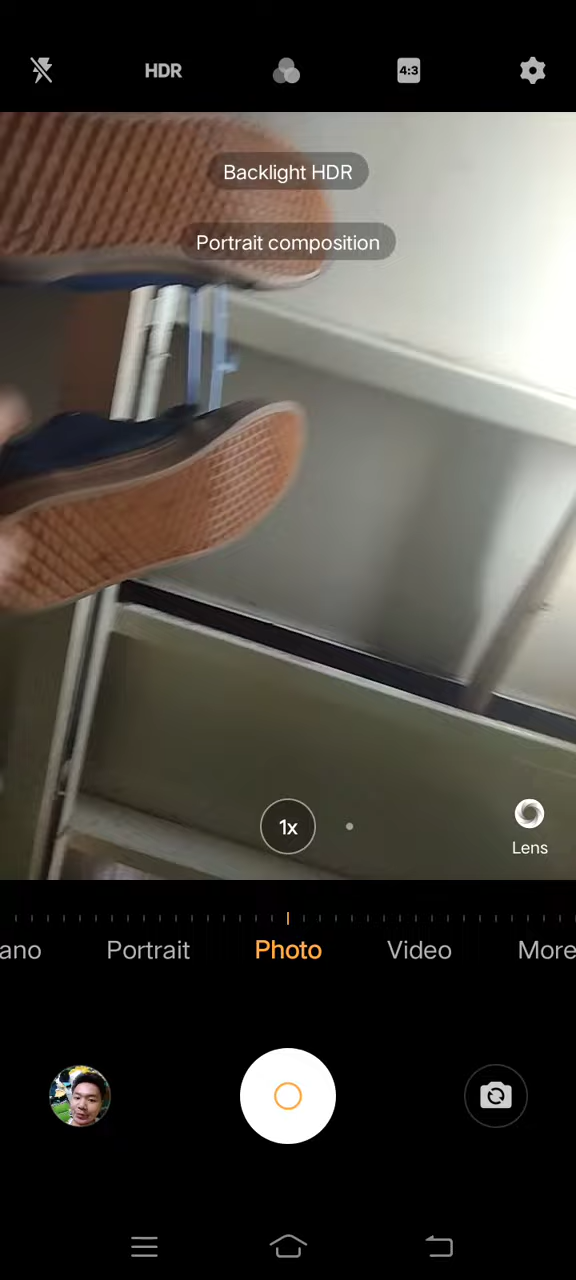 HDR
4:3
Backlight HDR
Portrait composition
1x
Lens
ano
Portrait
Photo
Video
More